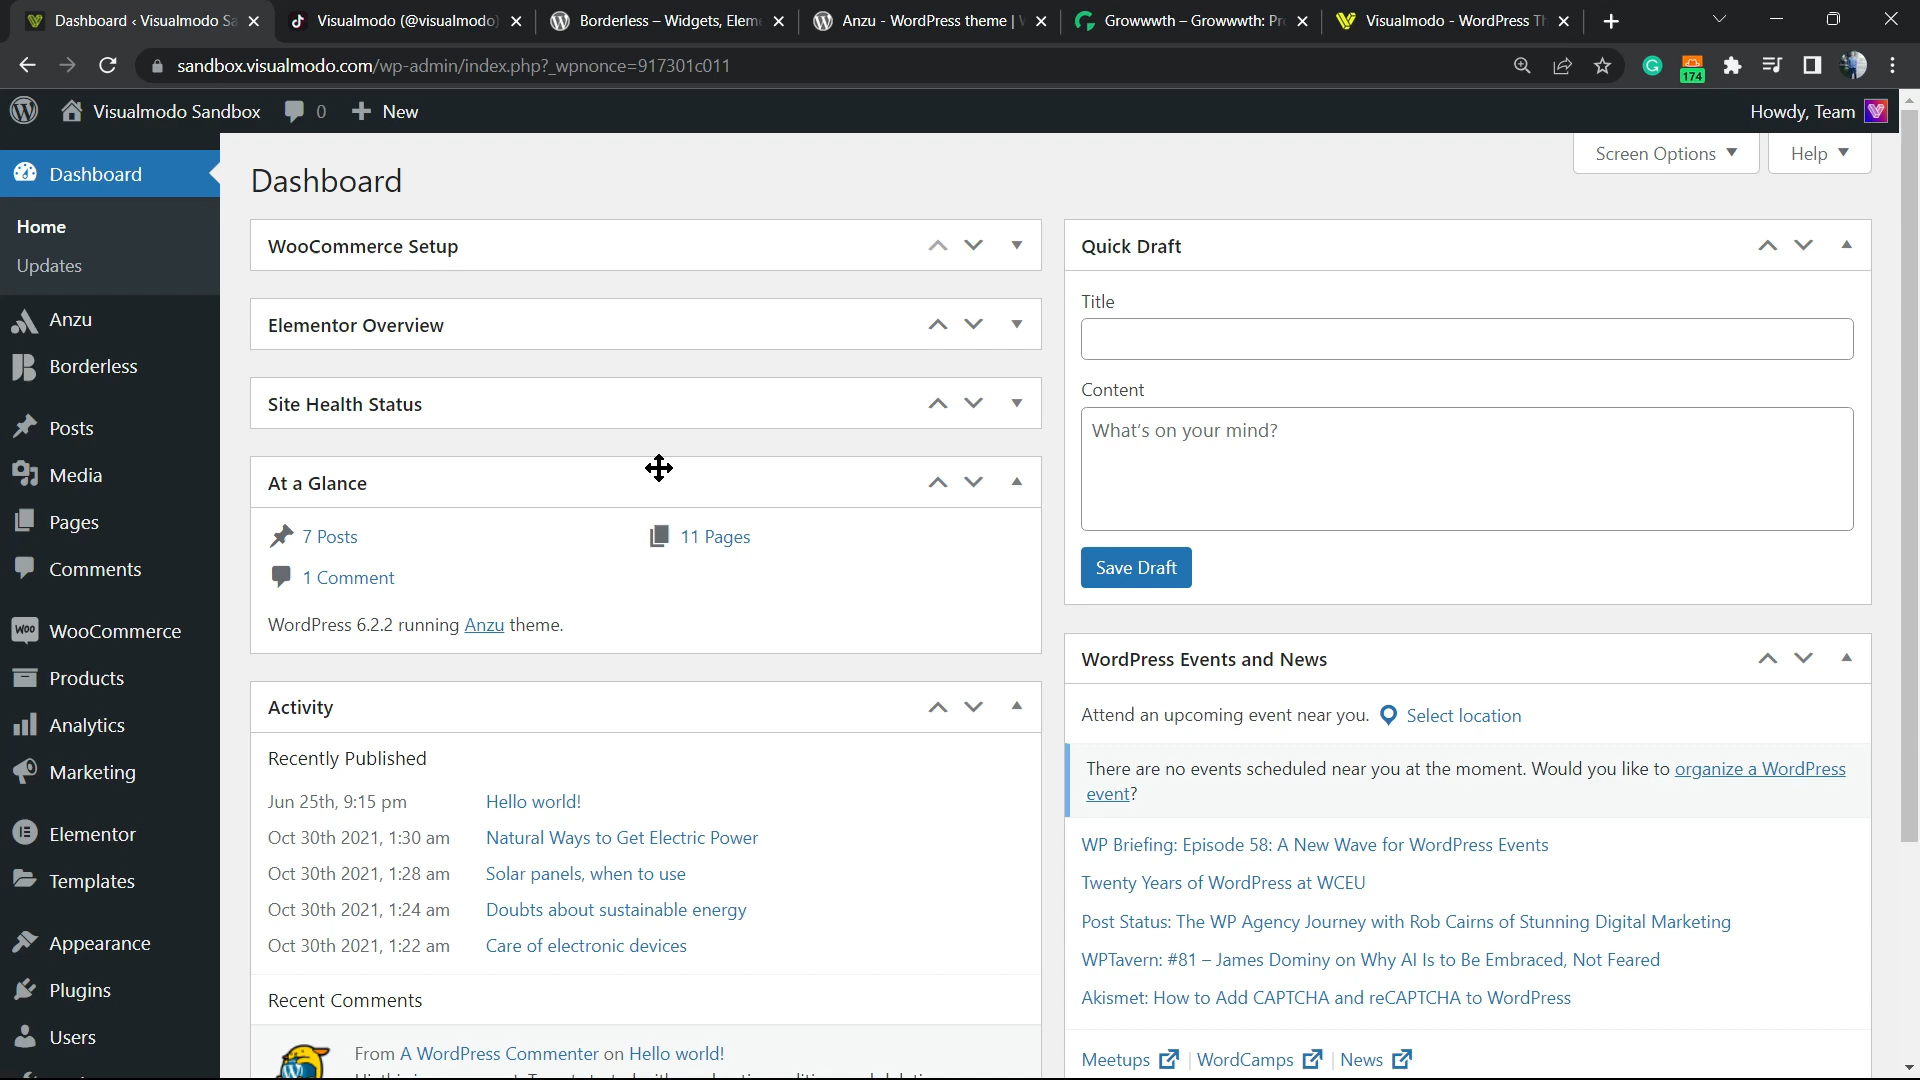 Dashboard ‹ Visualmodo Sa
Visualmodo (@visualmodo)
Borderless – Widgets, Elem
Anzu - WordPress theme |
Growwwth – Growwwth: Pr
Visualmodo - WordPress Th
sandbox.visualmodo.com/wp-admin/index.php?_wpnonce=917301c011
174
Visualmodo Sandbox
0
New
Howdy, Team
Dashboard
Home
Updates
Anzu
Borderless
Posts
Media
Pages
Comments
WooCommerce
Products
Analytics
Marketing
Elementor
Templates
Appearance
Plugins
Users
Screen Options
Help
Dashboard
WooCommerce Setup
Elementor Overview
Site Health Status
At a Glance
7 Posts
11 Pages
1 Comment
WordPress 6.2.2 running Anzu theme.
Activity
Recently Published
Jun 25th, 9:15 pm Hello world!
Oct 30th 2021, 1:30 am Natural Ways to Get Electric Power
Oct 30th 2021, 1:28 am Solar panels, when to use
Oct 30th 2021, 1:24 am Doubts about sustainable energy
Oct 30th 2021, 1:22 am Care of electronic devices
Recent Comments
From A WordPress Commenter on Hello world!
Quick Draft
Title
Content
What's on your mind?
Save Draft
WordPress Events and News
Attend an upcoming event near you. Select location
There are no events scheduled near you at the moment. Would you like to organize a WordPress
event?
WP Briefing: Episode 58: A New Wave for WordPress Events
Twenty Years of WordPress at WCEU
Post Status: The WP Agency Journey with Rob Cairns of Stunning Digital Marketing
WPTavern: #81 – James Dominy on Why AI Is to Be Embraced, Not Feared
Akismet: How to Add CAPTCHA and reCAPTCHA to WordPress
Meetups | WordCamps | News